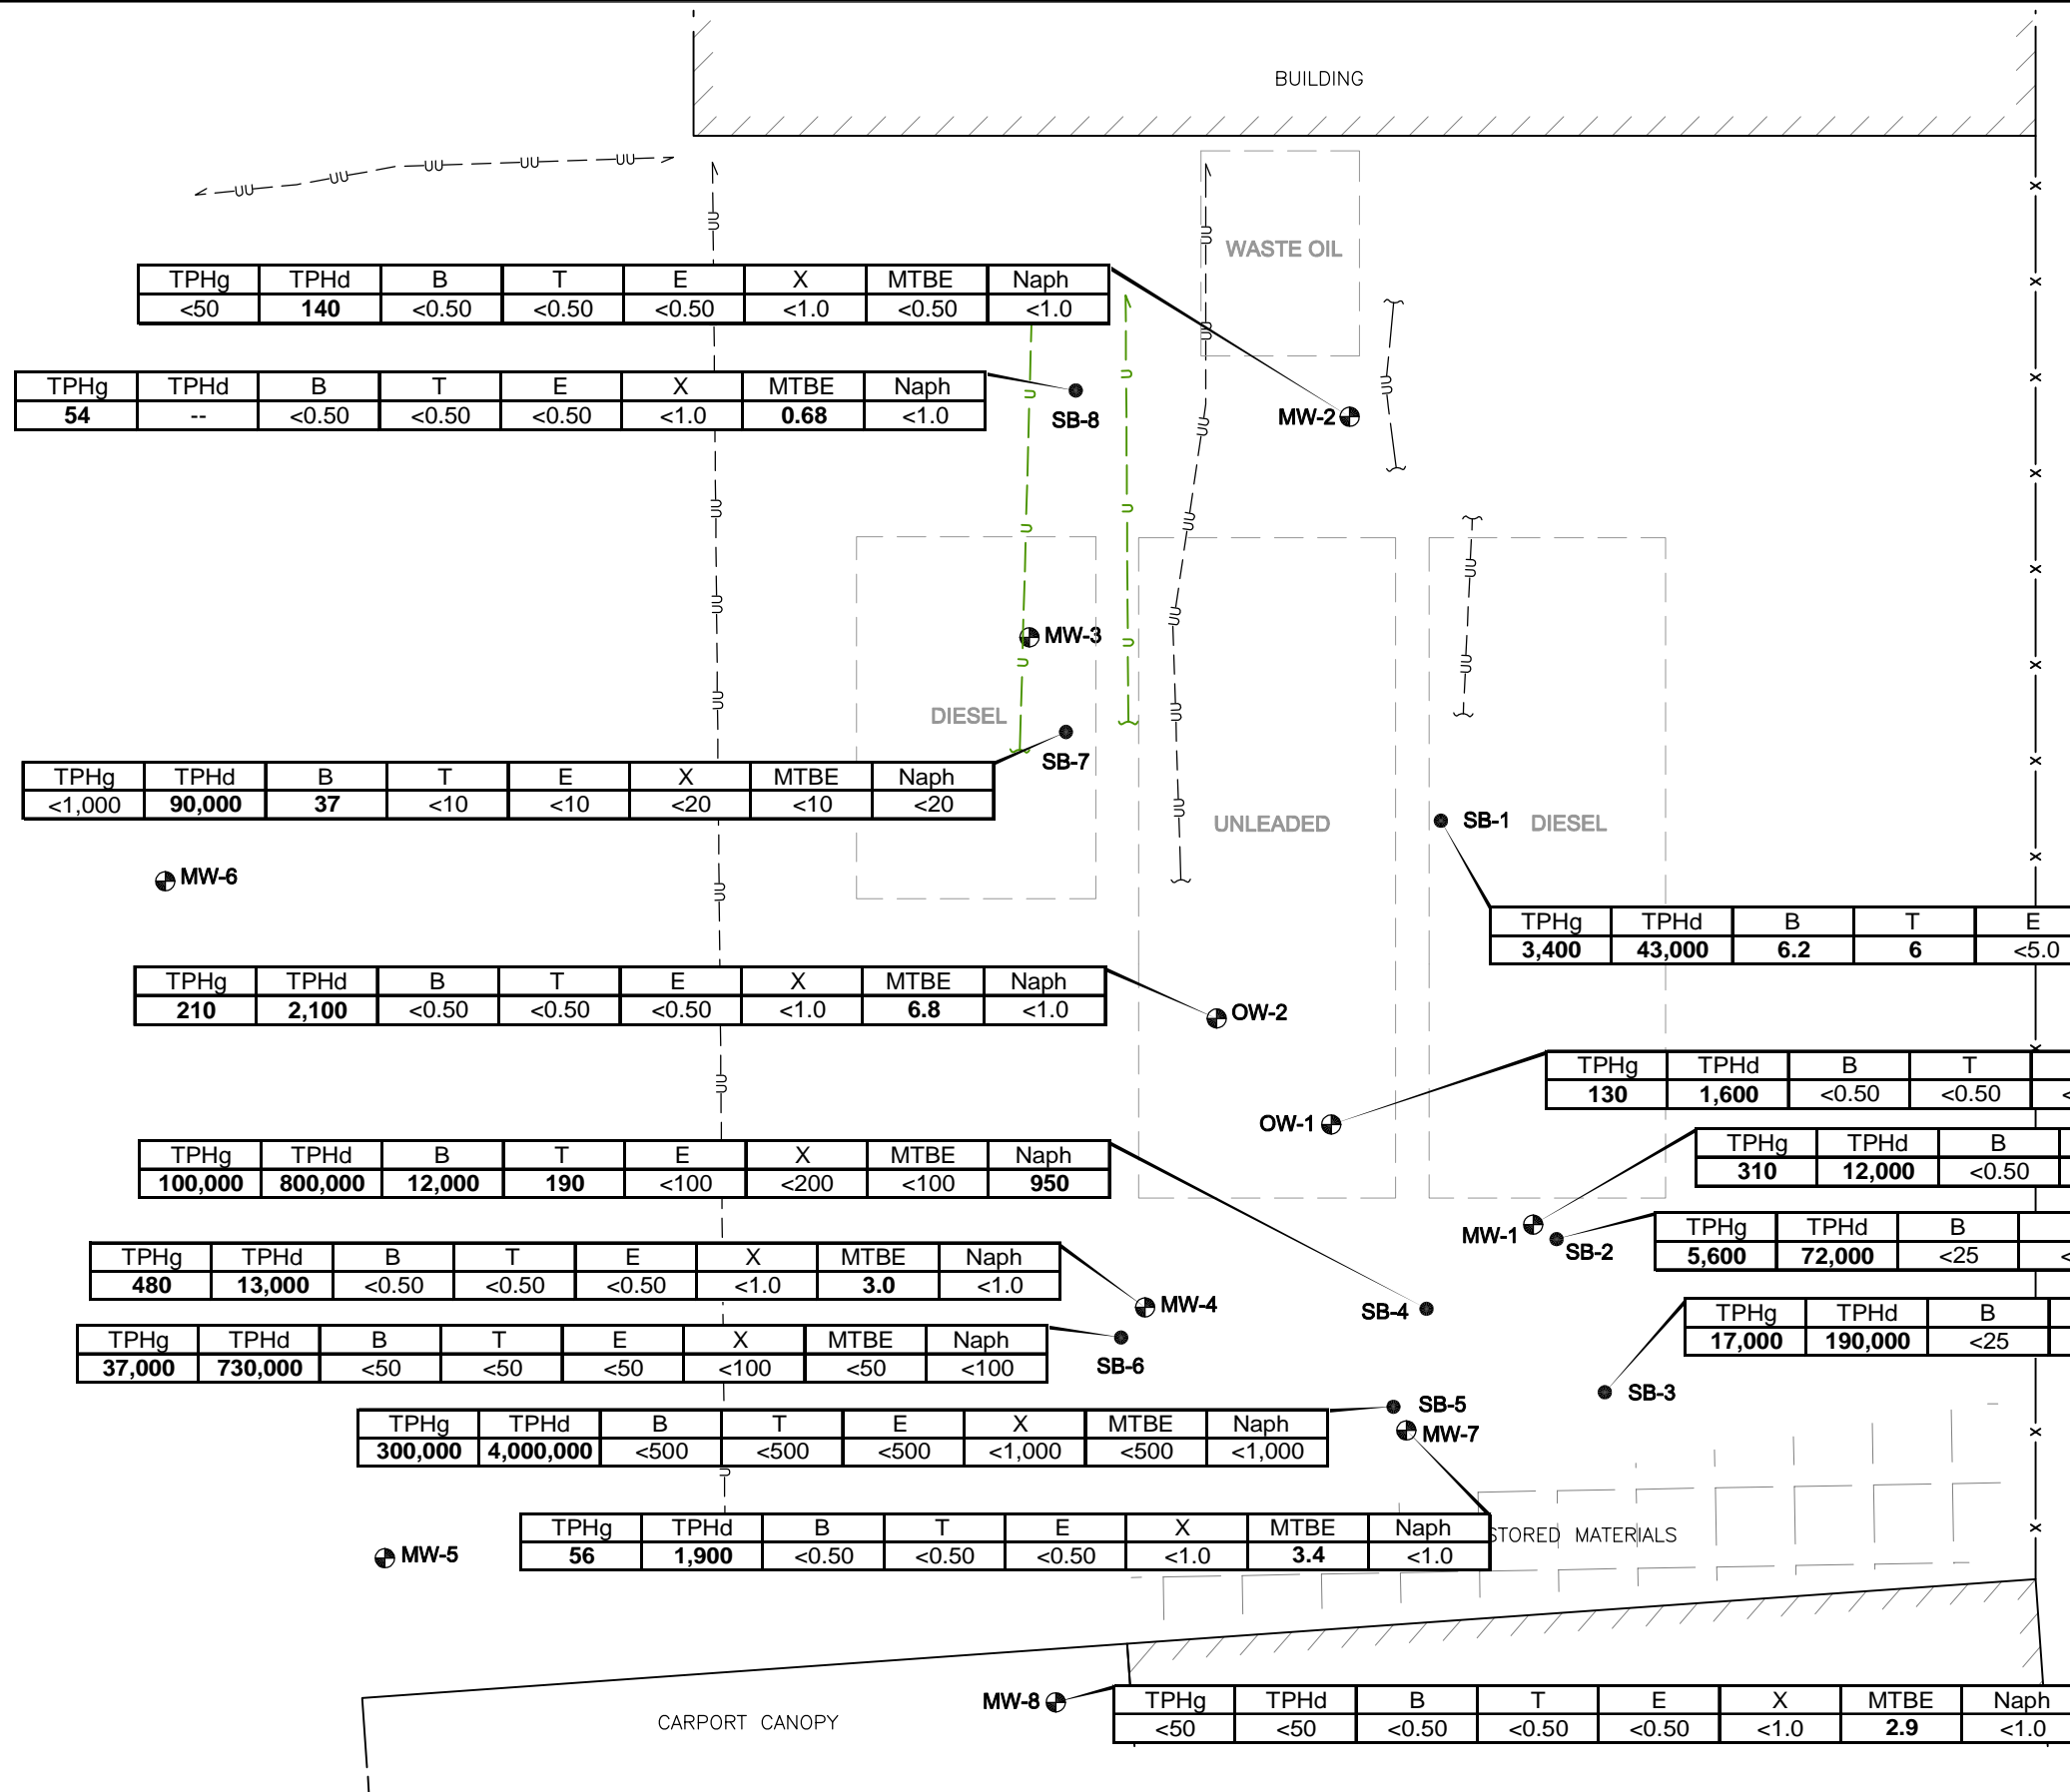 BUILDING
WASTE OIL
TPHg TPHd B T E X MTBE Naph
<50 140 <0.50 <0.50 <0.50 <1.0 <0.50 <1.0
TPHg TPHd B T E X MTBE Naph
54 -- <0.50 <0.50 <0.50 <1.0 0.68 <1.0
SB-8
MW-2
MW-3
DIESEL
SB-7
TPHg TPHd B T E X MTBE Naph
<1,000 90,000 37 <10 <10 <20 <10 <20
UNLEADED
SB-1
DIESEL
MW-6
TPHg TPHd B T E
3,400 43,000 6.2 6 <5.0
TPHg TPHd B T E X MTBE Naph
210 2,100 <0.50 <0.50 <0.50 <1.0 6.8 <1.0
OW-2
TPHg TPHd B T
130 1,600 <0.50 <0.50 <
OW-1
TPHg TPHd B
310 12,000 <0.50
TPHg TPHd B T E X MTBE Naph
100,000 800,000 12,000 190 <100 <200 <100 950
MW-1
SB-2
TPHg TPHd B
5,600 72,000 <25 <
TPHg TPHd B T E X MTBE Naph
480 13,000 <0.50 <0.50 <0.50 <1.0 3.0 <1.0
MW-4
SB-4
TPHg TPHd B
17,000 190,000 <25
TPHg TPHd B T E X MTBE Naph
37,000 730,000 <50 <50 <50 <100 <50 <100
SB-6
SB-3
SB-5
MW-7
TPHg TPHd B T E X MTBE Naph
300,000 4,000,000 <500 <500 <500 <1,000 <500 <1,000
STORED MATERIALS
MW-5
TPHg TPHd B T E X MTBE Naph
56 1,900 <0.50 <0.50 <0.50 <1.0 3.4 <1.0
MW-8
CARPORT CANOPY
TPHg TPHd B T E X MTBE Naph
<50 <50 <0.50 <0.50 <0.50 <1.0 2.9 <1.0